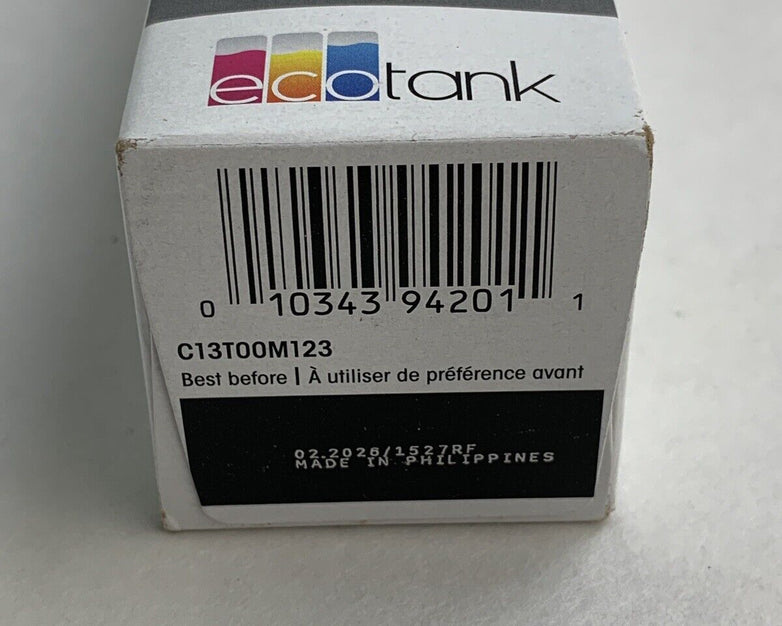 ecotank
0 10343 94201 1
C13T00M123
Best before | À utiliser de préférence avant
02.2026/1527RF
MADE IN PHILIPPINES